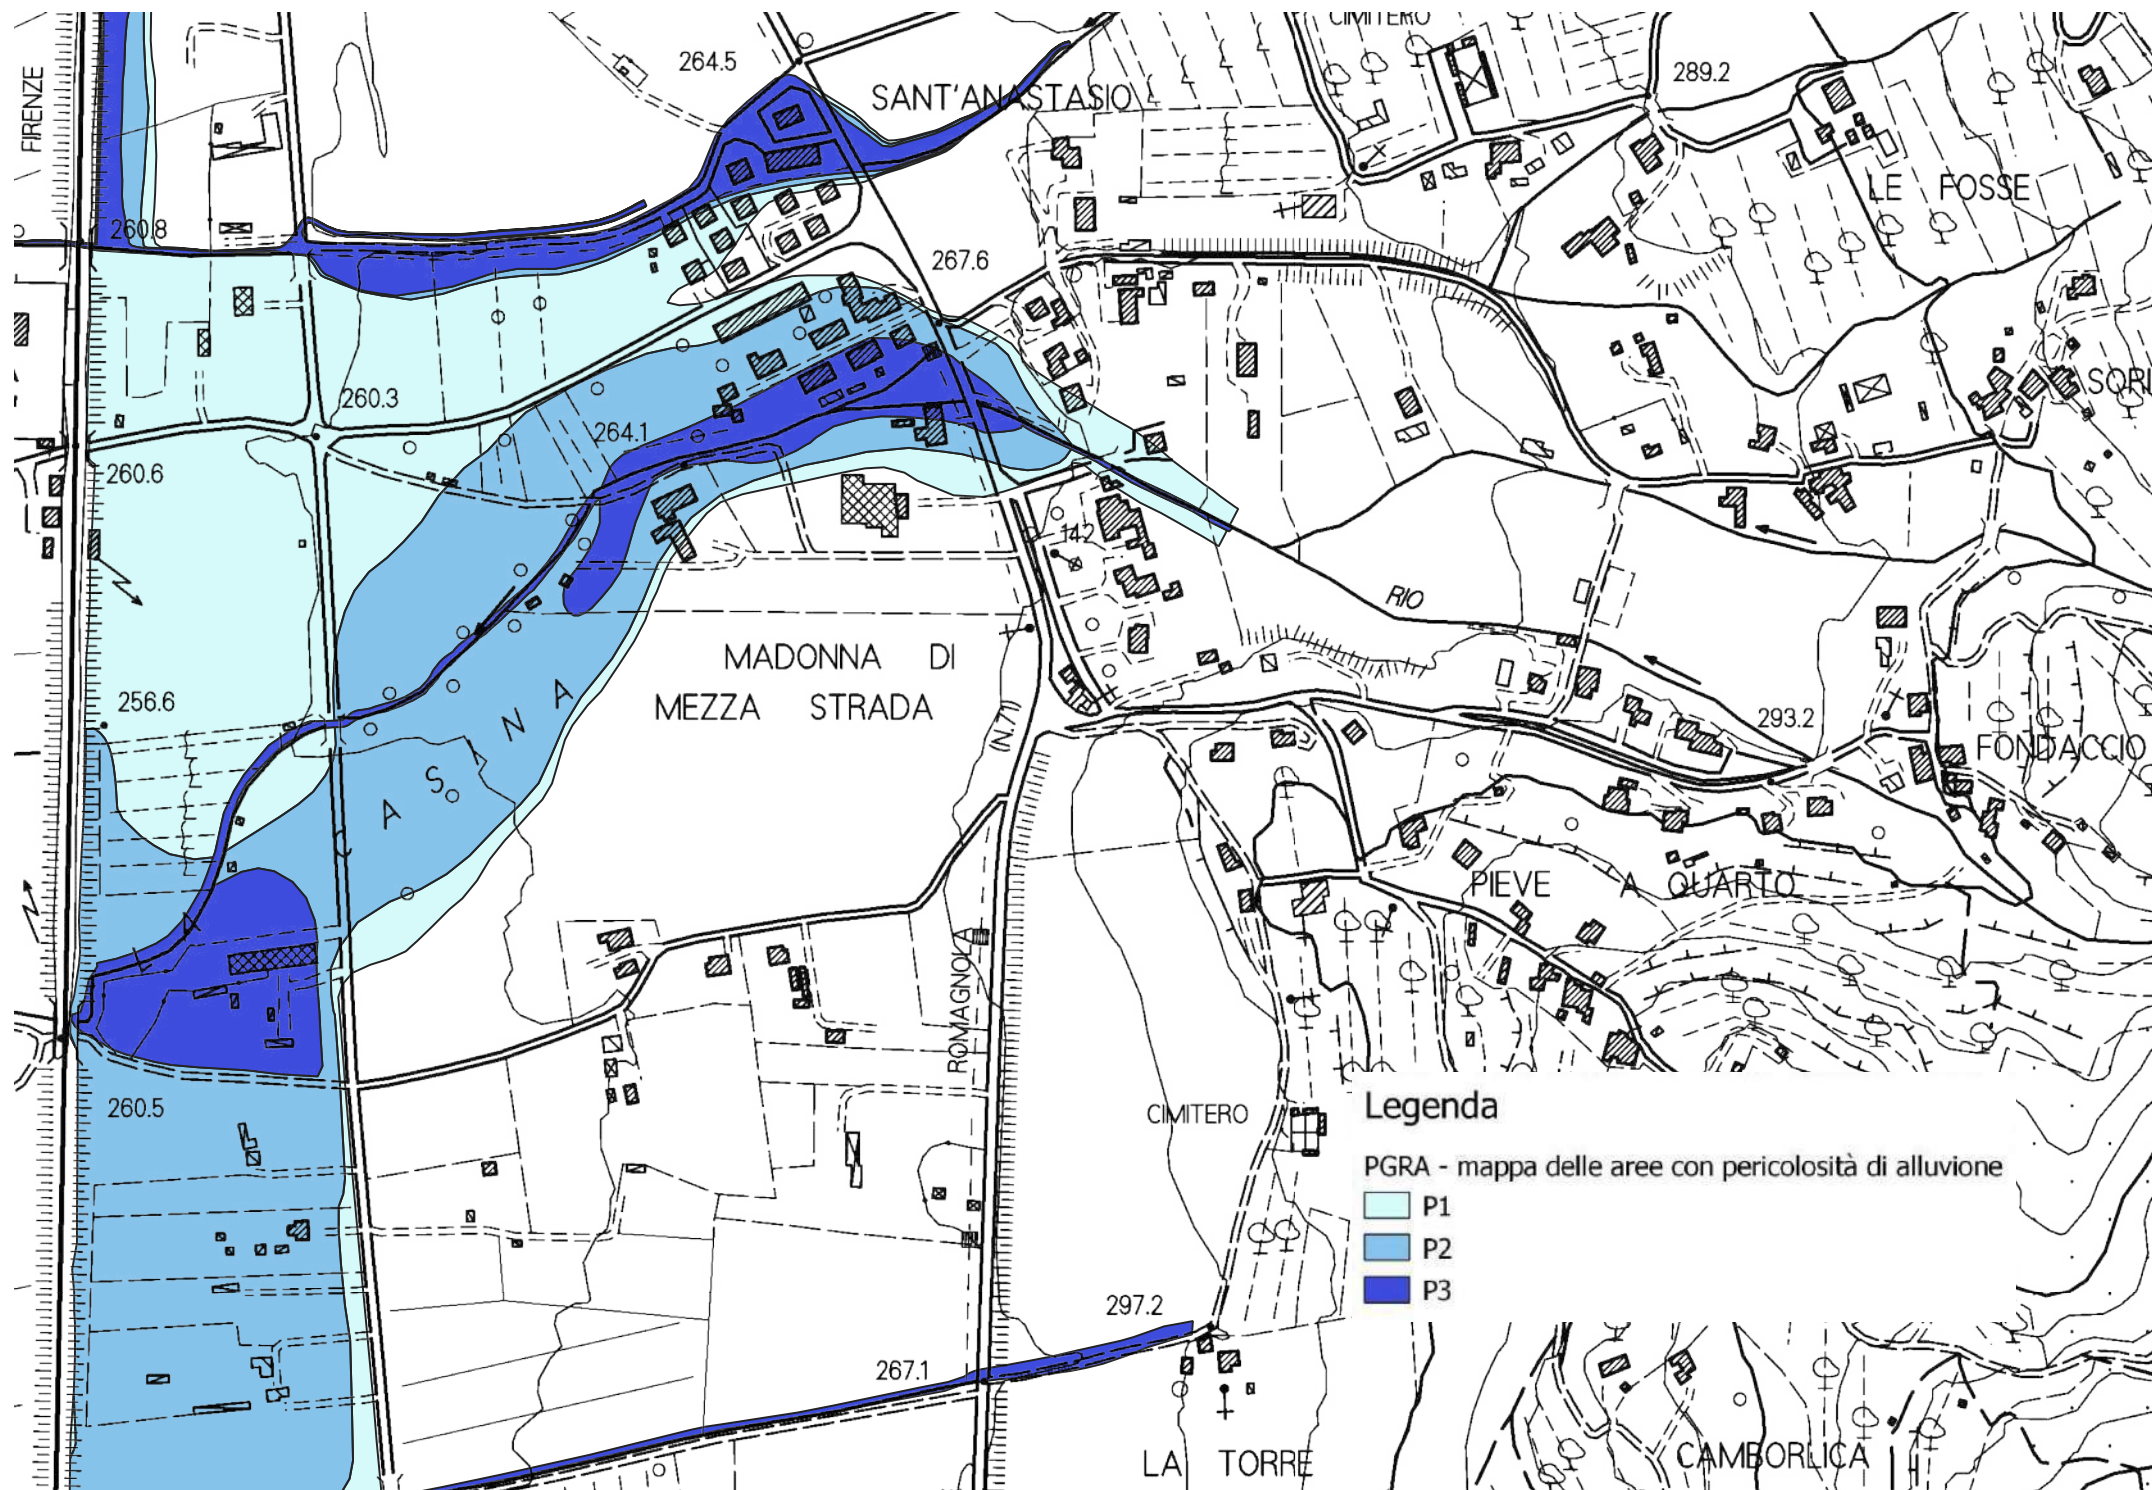 CIMITERO
264.5
289.2
FIRENZE
SANT'ANASTASIO
LE FOSSE
260.8
267.6
SORI
260.3
264.1
260.6
142
RIO
MADONNA DI
MEZZA STRADA
256.6
(N.71)
293.2
FONDACCIO
LA CASINA
PIEVE A QUARTO
ROMAGNOLA
260.5
CIMITERO
Legenda
PGRA - mappa delle aree con pericolosità di alluvione
P1
P2
P3
297.2
267.1
LA TORRE
CAMBORLICA